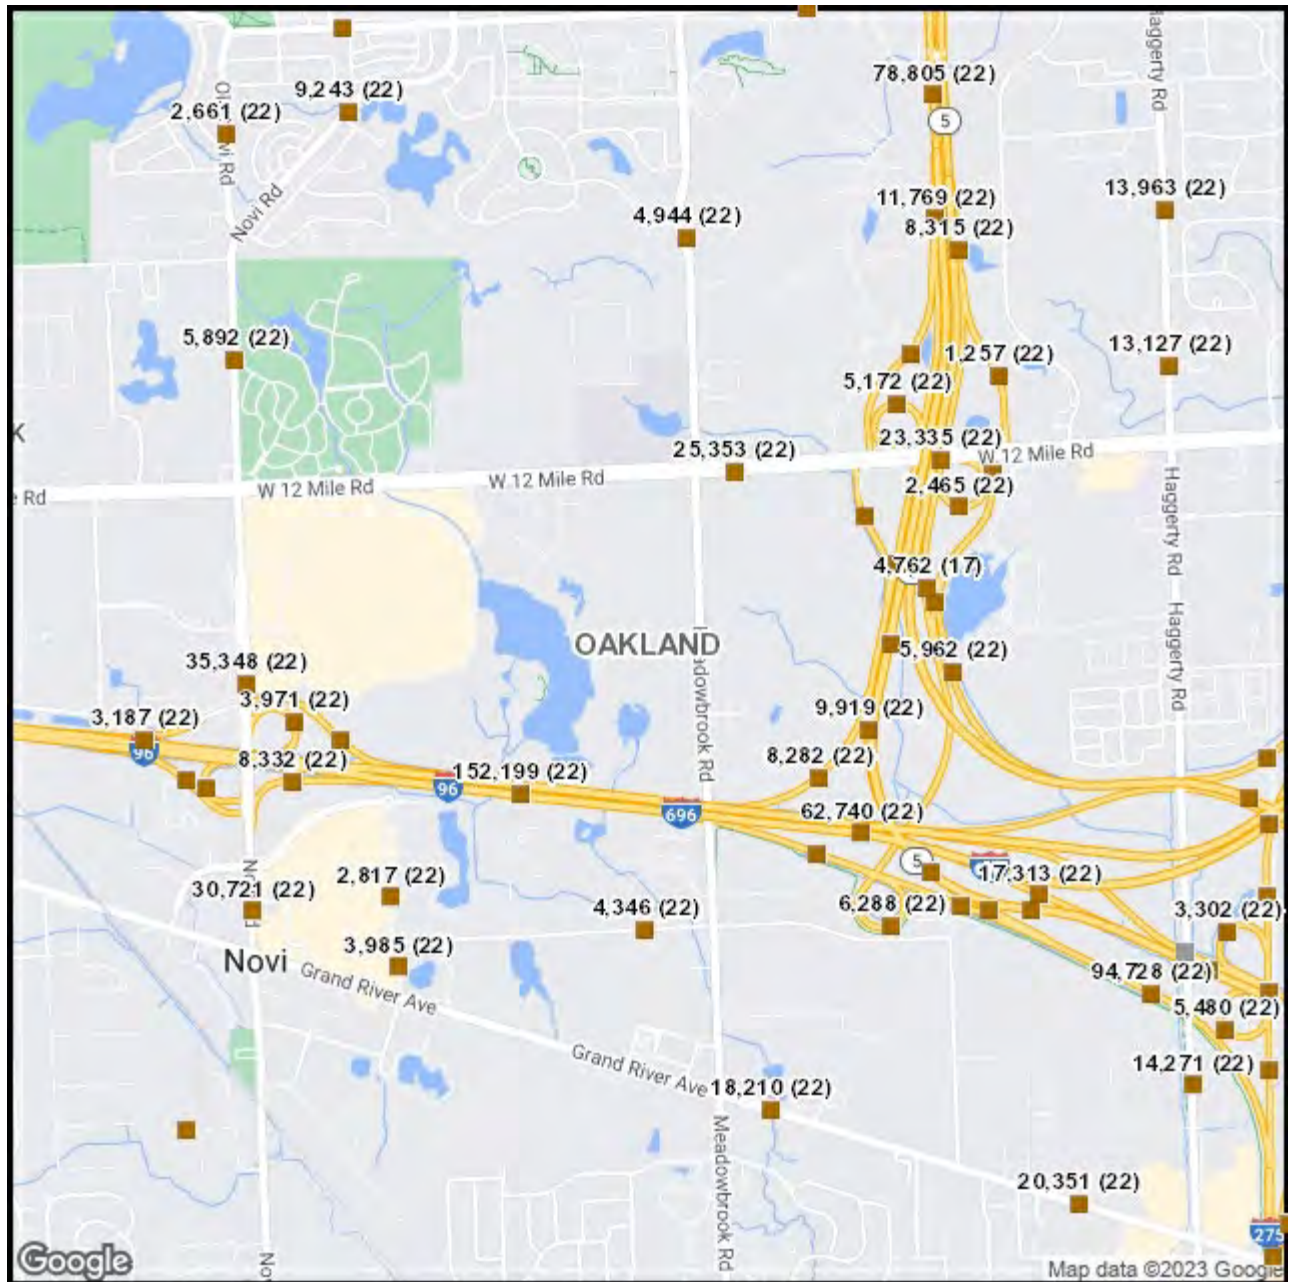 78,805 (22)
Haggerty Rd
9,243 (22)
2,661 (22)
5
Novi Rd
13,963 (22)
11,769 (22)
4,944 (22)
8,315 (22)
5,892 (22)
13,127 (22)
1,257 (22)
5,172 (22)
K
23,335 (22)
25,353 (22)
W 12 Mile Rd
W 12 Mile Rd
W 12 Mile Rd
e Rd
2,465 (22)
Haggerty Rd
4,762 (17)
Haggerty Rd
OAKLAND
5,962 (22)
35,348 (22)
3,971 (22)
3,187 (22)
96
9,919 (22)
adowbrook Rd
8,332 (22)
152,199 (22)
8,282 (22)
96
696
62,740 (22)
5
2,817 (22)
17,313 (22)
30,721 (22)
4,346 (22)
6,288 (22)
3,302 (22)
3,985 (22)
Novi
Grand River Ave
94,728 (22)
5,480 (22)
Grand River Ave
14,271 (22)
18,210 (22)
Meadowbrook Rd
20,351 (22)
275
Nov
Google
Map data ©2023 Google